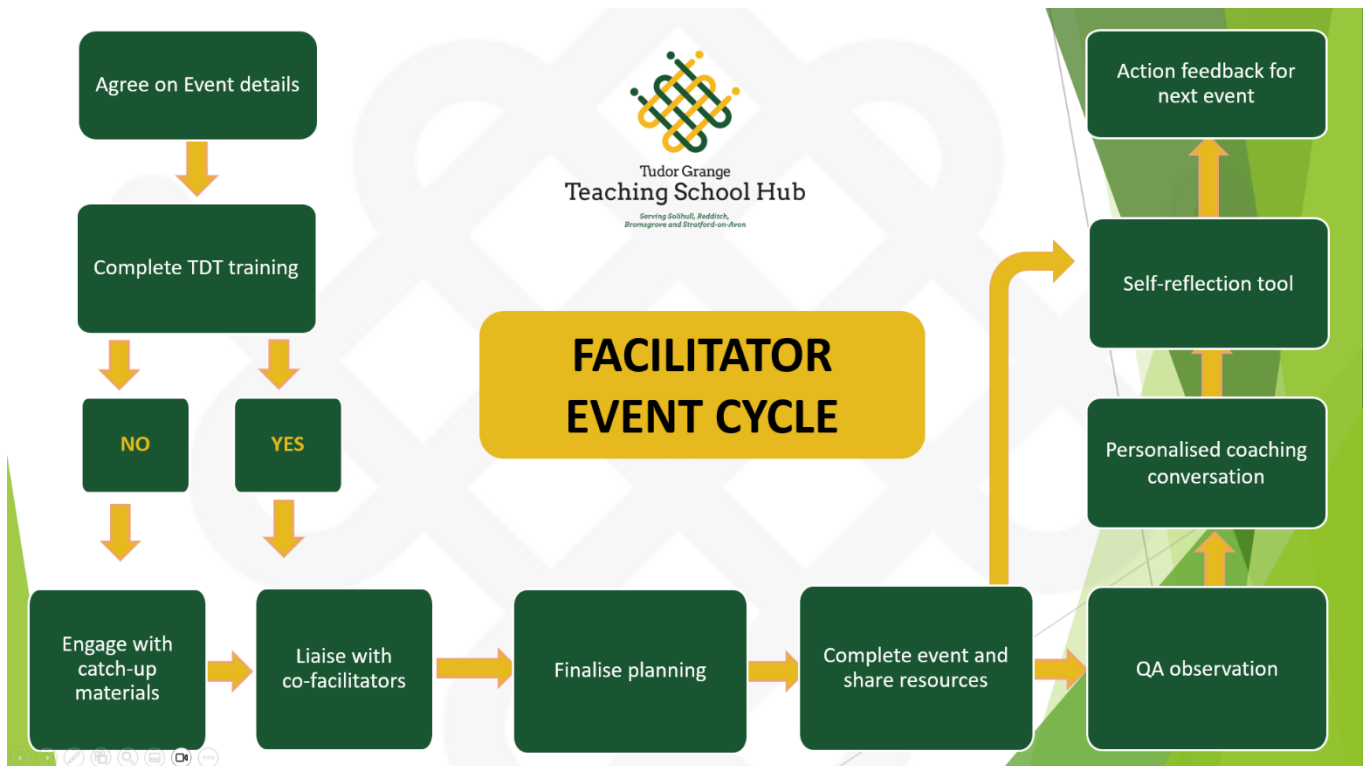 Agree on Event details
Complete TDT training
NO
YES
Engage with
catch-up
materials
Liaise with
co-facilitators
Finalise planning
Complete event and
share resources
QA observation
Personalised coaching
conversation
Self-reflection tool
Action feedback for
next event
Tudor Grange
Teaching School Hub
Serving Solihull, Redditch,
Bromsgrove and Stratford-on-Avon
FACILITATOR
EVENT CYCLE